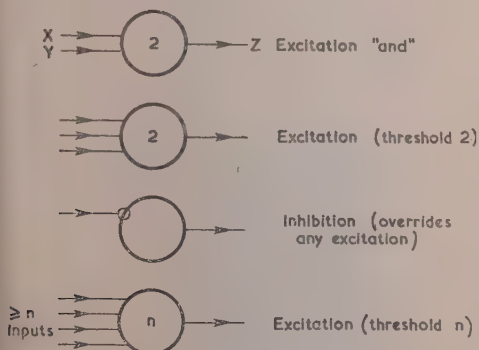 X
Y
2
Z Excitation "and"
2
Excitation (threshold 2)
Inhibition (overrides
any excitation)
⩾ n
Inputs
n
Excitation (threshold n)